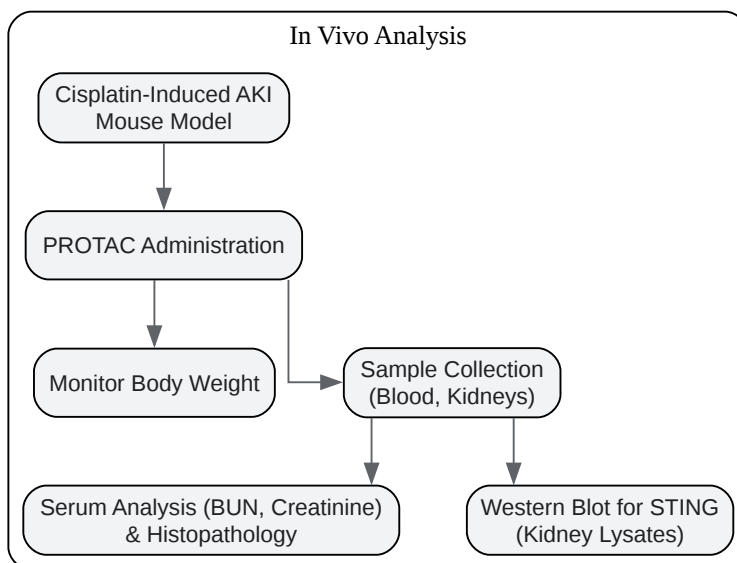 In Vivo Analysis
Cisplatin-Induced AKI
Mouse Model
PROTAC Administration
Monitor Body Weight
Sample Collection
(Blood, Kidneys)
Serum Analysis (BUN, Creatinine)
& Histopathology
Western Blot for STING
(Kidney Lysates)